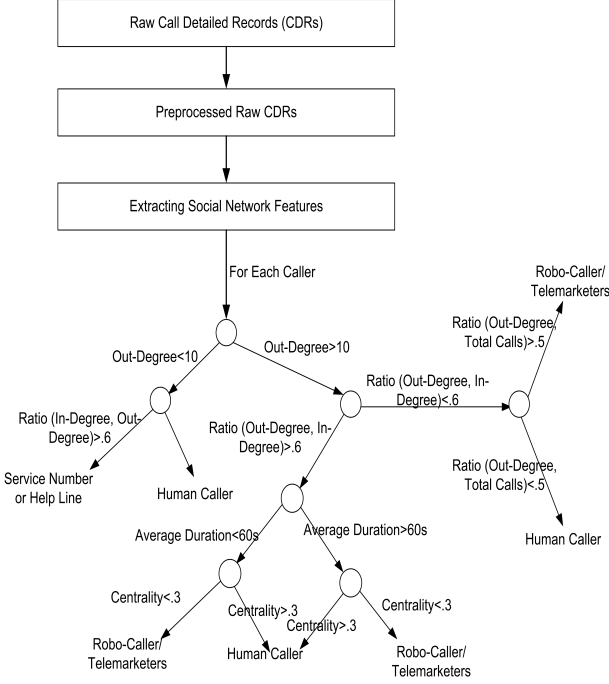 Raw Call Detailed Records (CDRs)
Preprocessed Raw CDRs
Extracting Social Network Features
For Each Caller
Robo-Caller/
Telemarketers
Ratio (Out-Degree,
Total Calls)>.5
Out-Degree<10
Out-Degree>10
Ratio (Out-Degree, In-
Degree)<.6
Ratio (In-Degree, Out-
Degree)>.6
Ratio (Out-Degree, In-
Degree)>.6
Ratio (Out-Degree,
Total Calls)<.5
Service Number
or Help Line
Human Caller
Human Caller
Average Duration<60s
Average Duration>60s
Centrality<.3
Centrality>.3
Centrality>.3
Centrality<.3
Robo-Caller/
Telemarketers
Human Caller
Robo-Caller/
Telemarketers